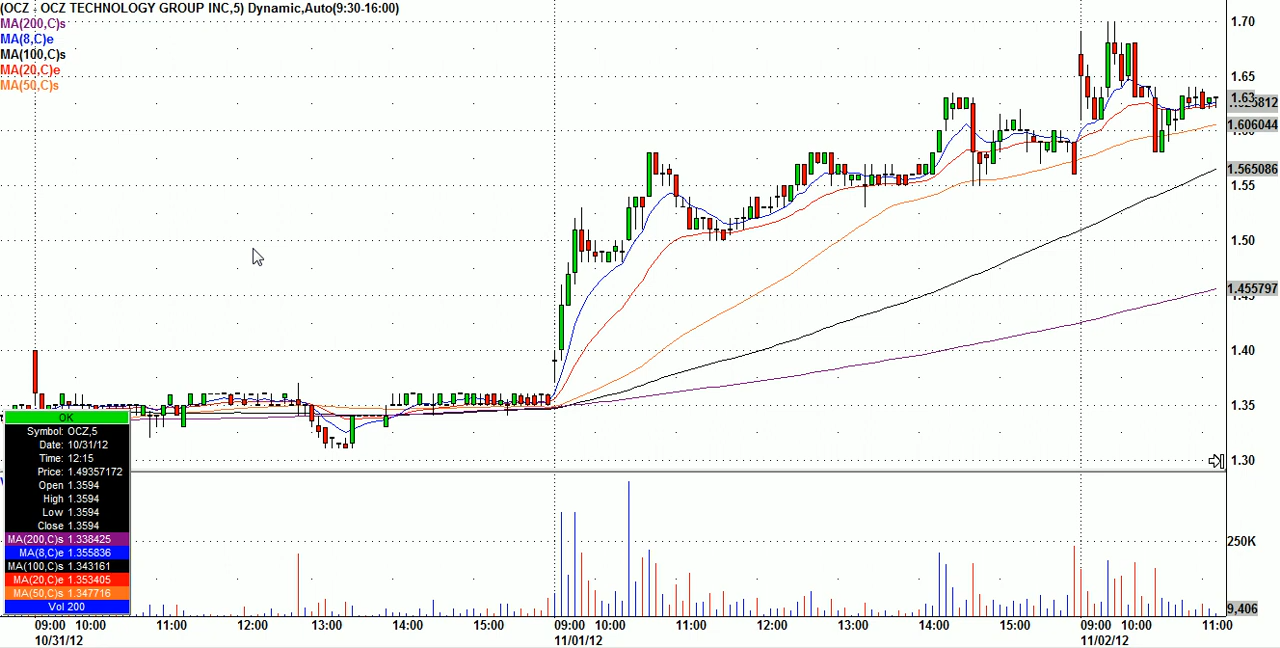 (OCZ - OCZ TECHNOLOGY GROUP INC,5) Dynamic,Auto(9:30-16:00)
MA(200,C)s
MA(8,C)e
MA(100,C)s
MA(20,C)e
MA(50,C)s
1.70
1.65
1.63
1.606044
1.565086
1.55
1.50
1.455797
1.45
1.40
1.35
1.30
OK
Symbol: OCZ,5
Date: 10/31/12
Time: 12:15
Price: 1.49357172
Open 1.3594
High 1.3594
Low 1.3594
Close 1.3594
MA(200,C)s 1.338425
MA(8,C)e 1.355836
MA(100,C)s 1.343161
MA(20,C)e 1.353405
MA(50,C)s 1.347716
Vol 200
250K
9,406
09:00 10:00 11:00 12:00 13:00 14:00 15:00 09:00 10:00 11:00 12:00 13:00 14:00 15:00 09:00 10:00 11:00
10/31/12 11/01/12 11/02/12